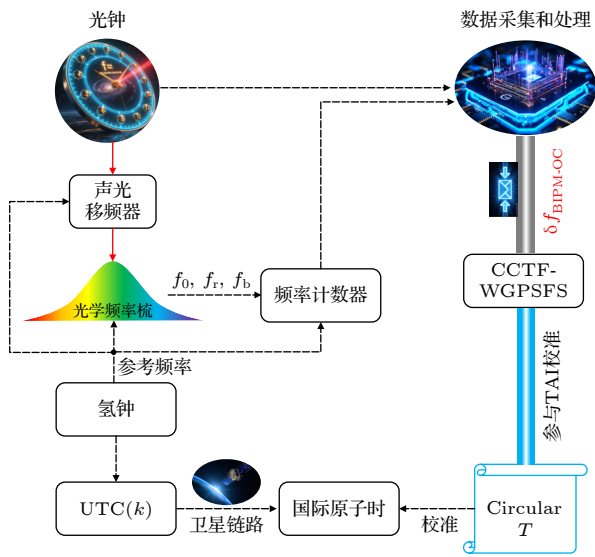 光钟
数据采集和处理
声光
移频器
δf_BIPM-OC
CCTF-
WGPSFS
f_0, f_r, f_b
光学频率梳
频率计数器
参考频率
参与TAI校准
氢钟
UTC(k)
卫星链路
国际原子时
校准
Circular
T